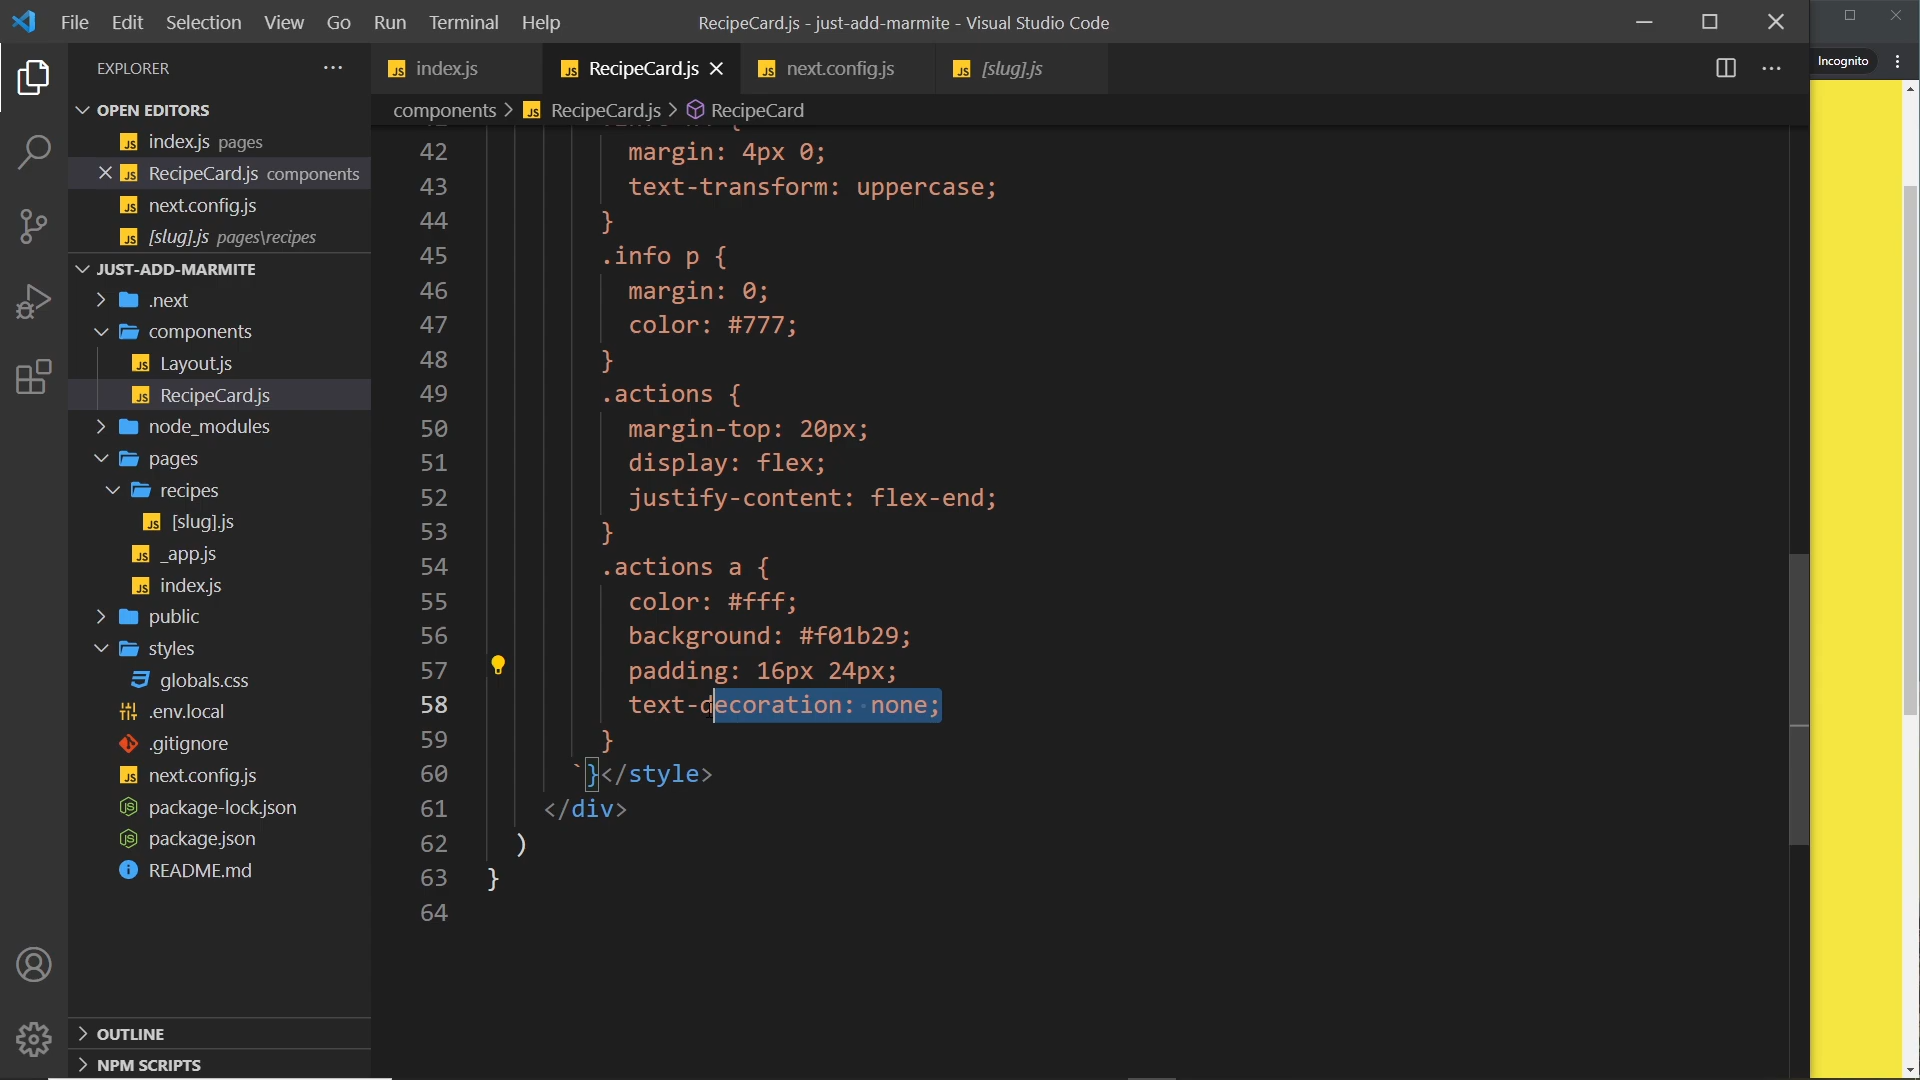 File Edit Selection View Go Run Terminal Help
RecipeCard.js - just-add-marmite - Visual Studio Code
Incognito
EXPLORER
OPEN EDITORS
index.js pages
RecipeCard.js components
next.config.js
[slug].js pages\recipes
JUST-ADD-MARMITE
.next
components
Layout.js
RecipeCard.js
node_modules
pages
recipes
[slug].js
_app.js
index.js
public
styles
globals.css
.env.local
.gitignore
next.config.js
package-lock.json
package.json
README.md
OUTLINE
NPM SCRIPTS
index.js RecipeCard.js next.config.js [slug].js
components > RecipeCard.js > RecipeCard
42 margin: 4px 0;
43 text-transform: uppercase;
44 }
45 .info p {
46 margin: 0;
47 color: #777;
48 }
49 .actions {
50 margin-top: 20px;
51 display: flex;
52 justify-content: flex-end;
53 }
54 .actions a {
55 color: #fff;
56 background: #f01b29;
57 padding: 16px 24px;
58 text-decoration: none;
59 }
60 `}</style>
61 </div>
62 )
63 }
64